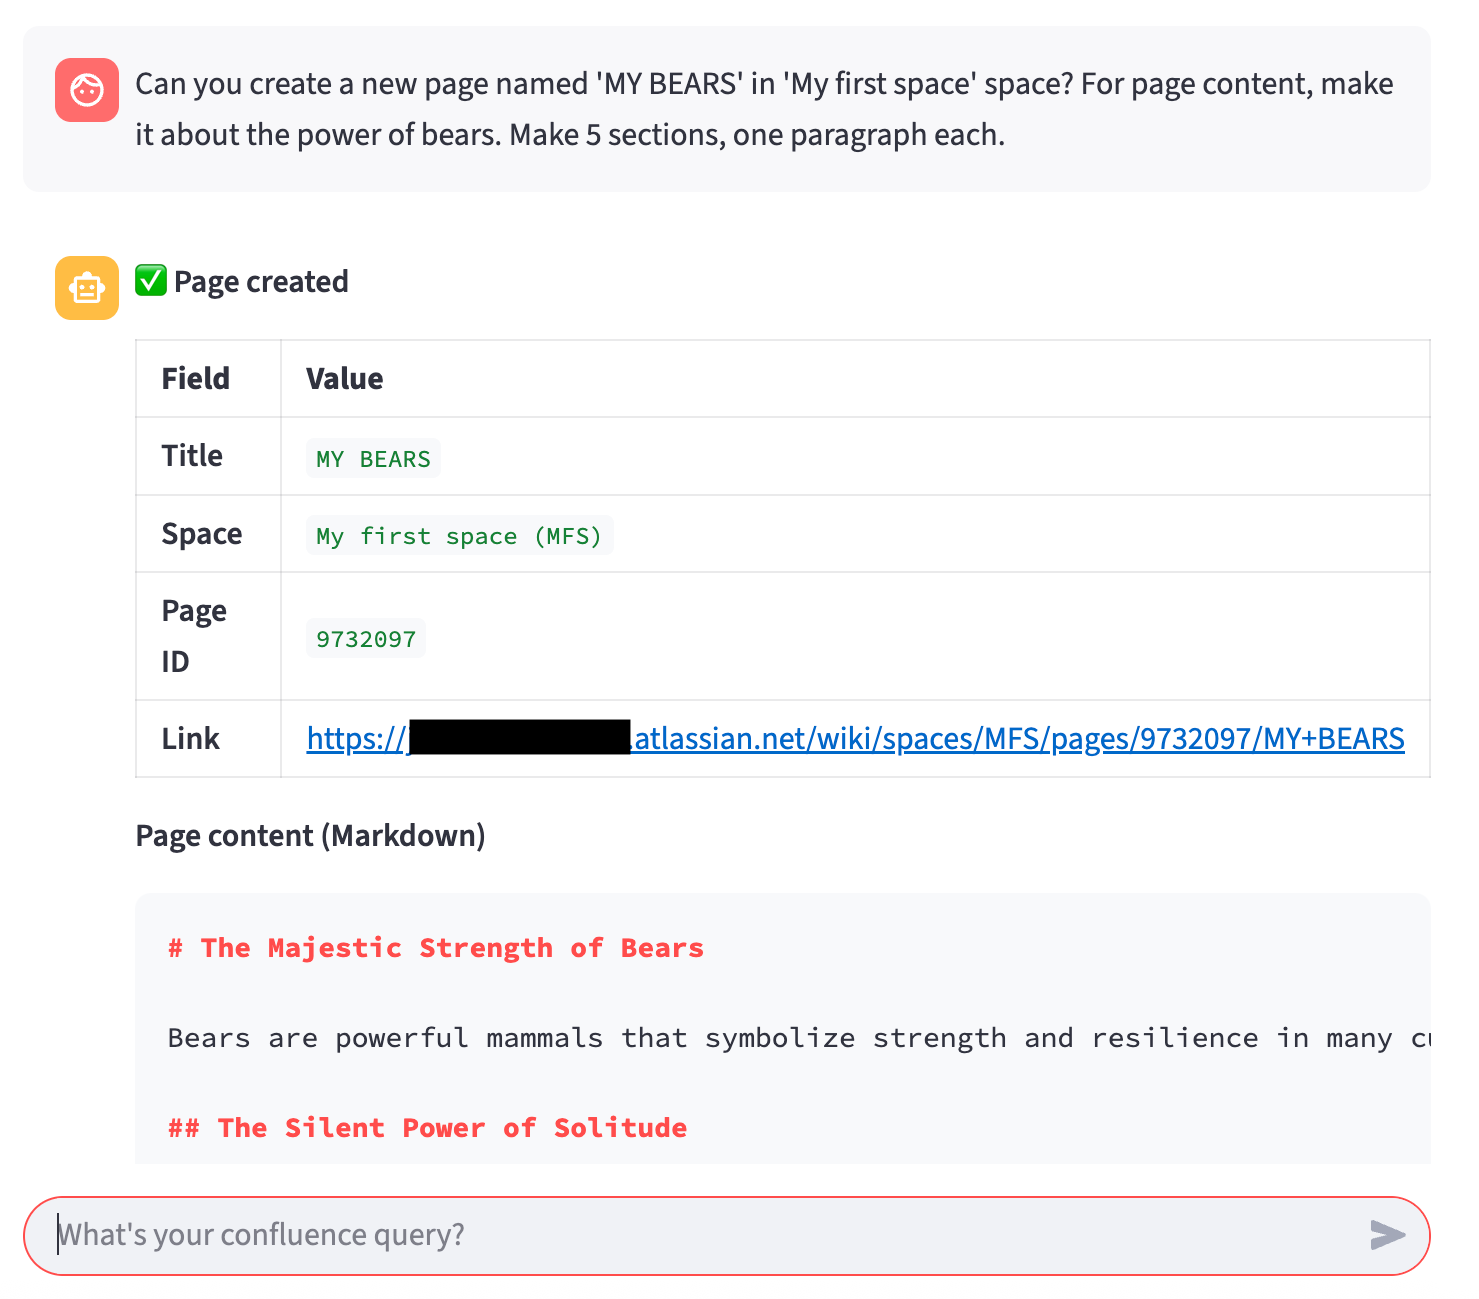 Can you create a new page named 'MY BEARS' in 'My first space' space? For page content, make
it about the power of bears. Make 5 sections, one paragraph each.
✅ Page created
Field Value
Title MY BEARS
Space My first space (MFS)
Page
ID
9732097
Link https:// .atlassian.net/wiki/spaces/MFS/pages/9732097/MY+BEARS
Page content (Markdown)
# The Majestic Strength of Bears
Bears are powerful mammals that symbolize strength and resilience in many
## The Silent Power of Solitude
What's your confluence query?